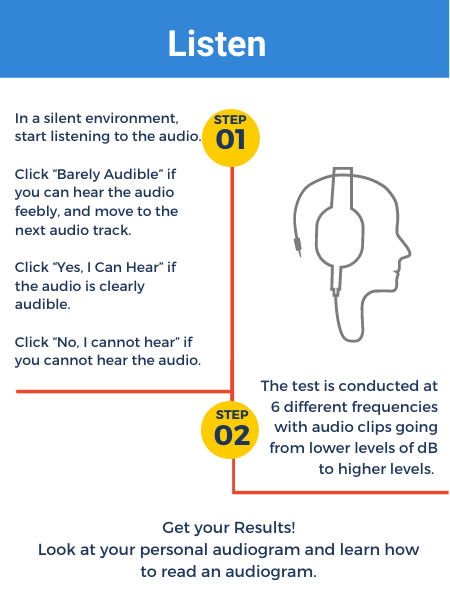 Listen
In a silent environment,
start listening to the audio.
STEP
01
Click “Barely Audible” if
you can hear the audio
feebly, and move to the
next audio track.
Click “Yes, I Can Hear” if
the audio is clearly
audible.
Click “No, I cannot hear” if
you cannot hear the audio.
STEP
02
The test is conducted at
6 different frequencies
with audio clips going
from lower levels of dB
to higher levels.
Get your Results!
Look at your personal audiogram and learn how
to read an audiogram.